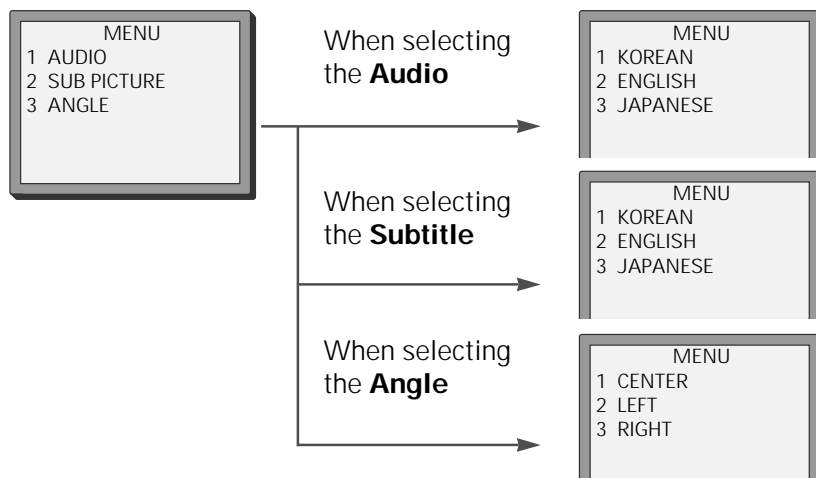 MENU
1 AUDIO
2 SUB PICTURE
3 ANGLE
When selecting
the Audio
MENU
1 KOREAN
2 ENGLISH
3 JAPANESE
When selecting
the Subtitle
MENU
1 KOREAN
2 ENGLISH
3 JAPANESE
When selecting
the Angle
MENU
1 CENTER
2 LEFT
3 RIGHT